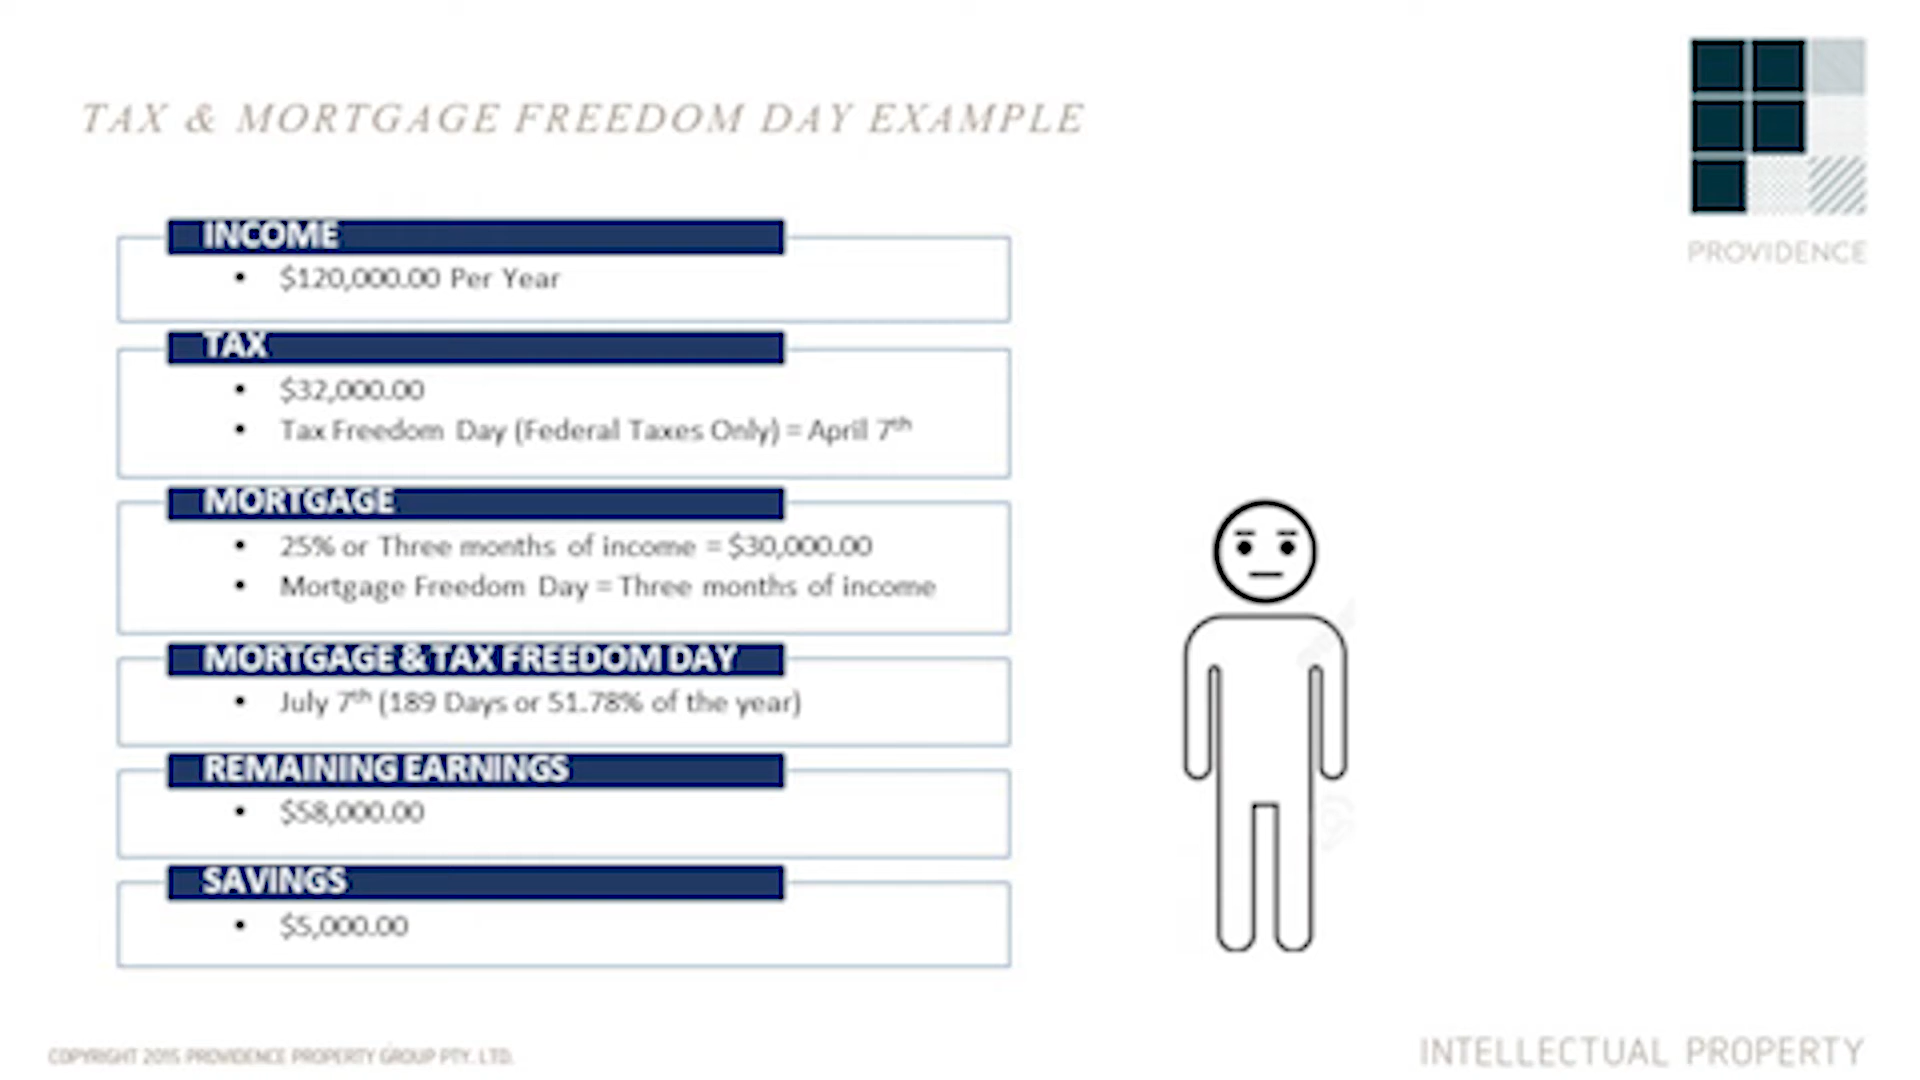 TAX & MORTGAGE FREEDOM DAY EXAMPLE
PROVIDENCE
INCOME
• $120,000.00 Per Year
TAX
• $32,000.00
• Tax Freedom Day (Federal Taxes Only) = April 7th
MORTGAGE
• 25% or Three months of income = $30,000.00
• Mortgage Freedom Day = Three months of income
MORTGAGE & TAX FREEDOM DAY
• July 7th (189 Days or 51.78% of the year)
REMAINING EARNINGS
• $58,000.00
SAVINGS
• $5,000.00
COPYRIGHT 2015 PROVIDENCE PROPERTY GROUP PTY. LTD.
INTELLECTUAL PROPERTY